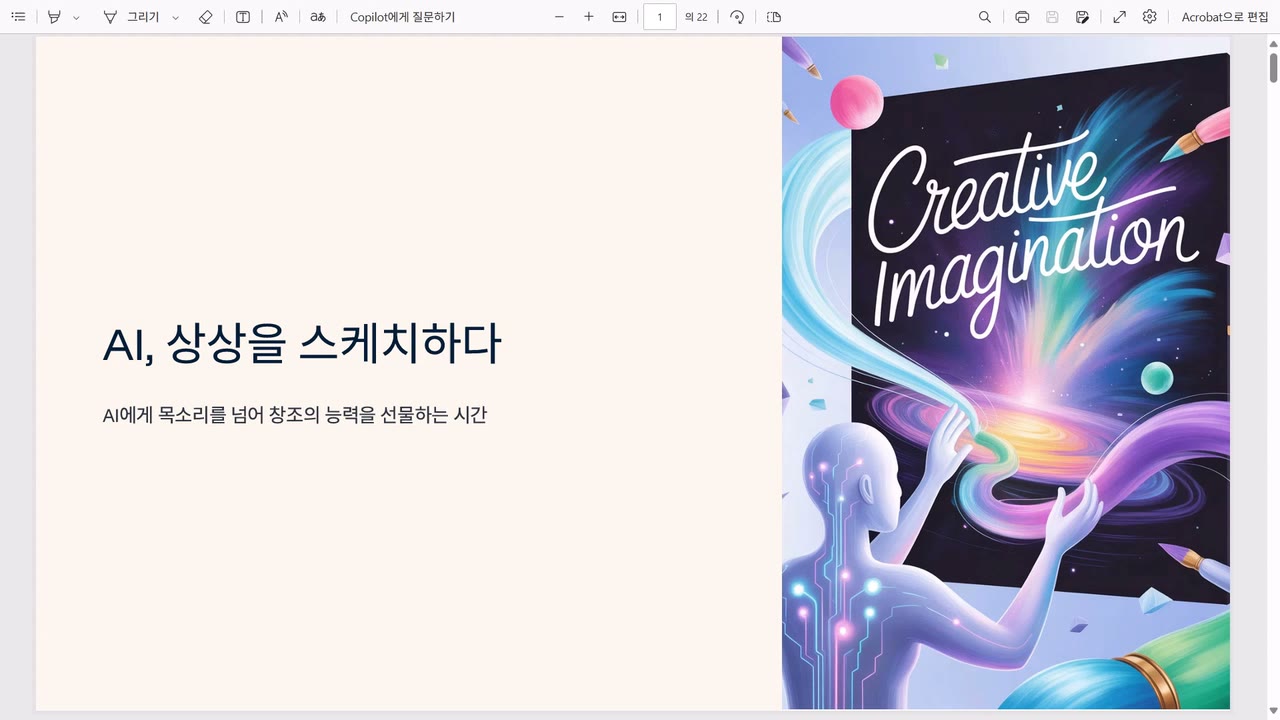 그리기
aあ
Copilot에게 질문하기
1
의 22
Acrobat으로 편집
AI, 상상을 스케치하다
AI에게 목소리를 넘어 창조의 능력을 선물하는 시간
Creative
Imagination